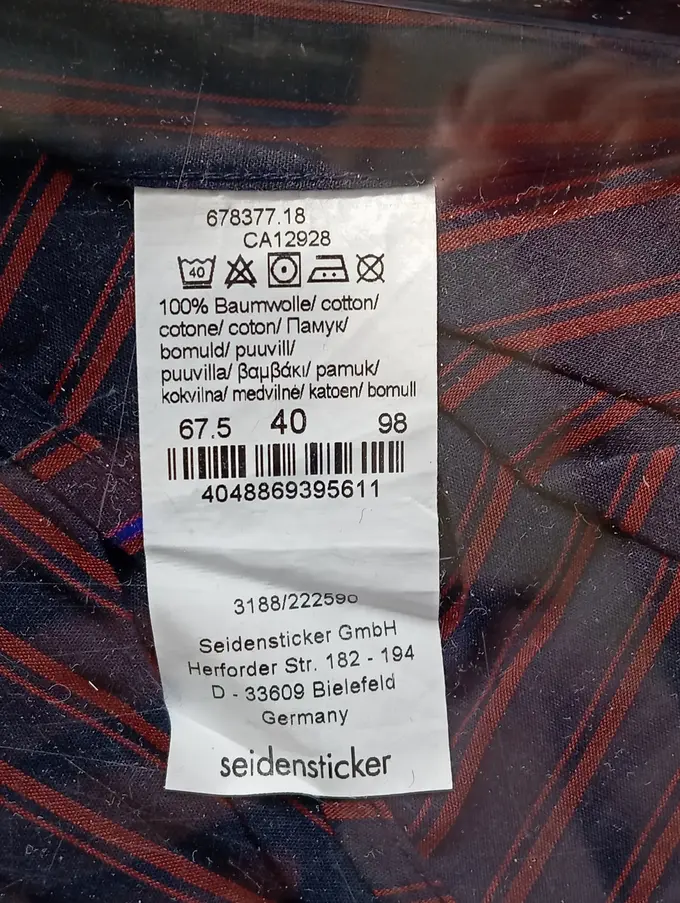 678377.18
CA12928
40
100% Baumwolle/ cotton/
cotone/ coton/ Памук/
bomuld/ puuvill/
puuvilla/ βαμβάκι/ pamuk/
kokvilna/ medvilnė/ katoen/ bomull
67.5 40 98
4048869395611
3188/222590
Seidensticker GmbH
Herforder Str. 182 - 194
D - 33609 Bielefeld
Germany
seidensticker